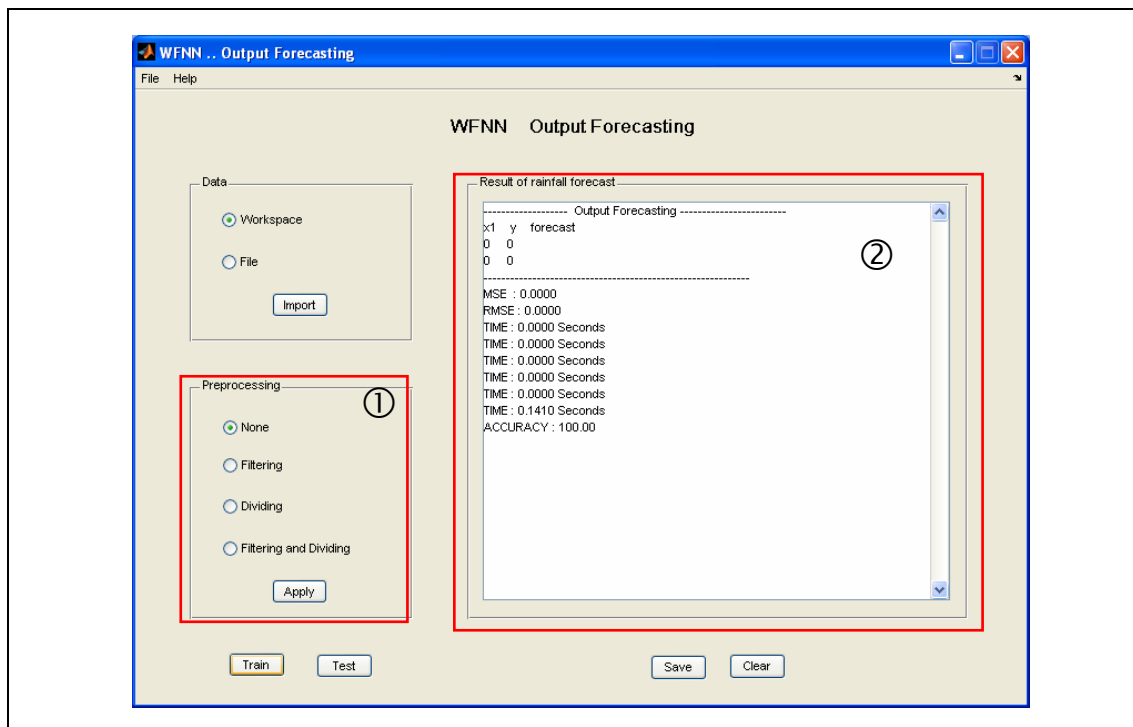 WFNN .. Output Forecasting
File Help
WFNN Output Forecasting
Data
Workspace
File
Import
Preprocessing
①
None
Filtering
Dividing
Filtering and Dividing
Apply
Train Test
Result of rainfall forecast
------------------- Output Forecasting ------------------------
x1 y forecast
0 0
0 0
------------------------------------------------------------
②
MSE : 0.0000
RMSE : 0.0000
TIME : 0.0000 Seconds
TIME : 0.0000 Seconds
TIME : 0.0000 Seconds
TIME : 0.0000 Seconds
TIME : 0.0000 Seconds
TIME : 0.1410 Seconds
ACCURACY : 100.00
Save Clear